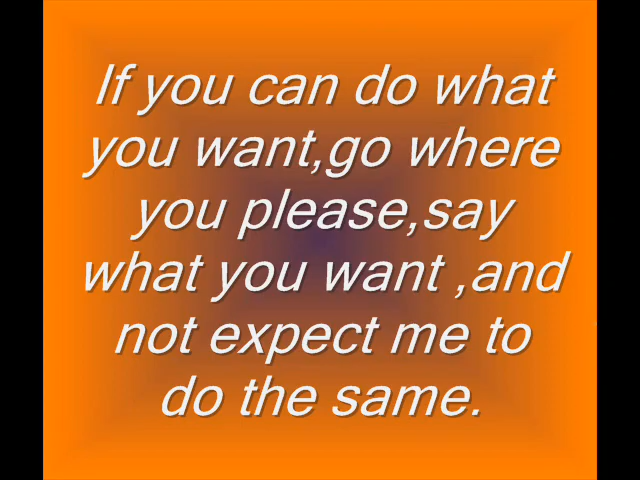 If you can do what
you want,go where
you please,say
what you want ,and
not expect me to
do the same.